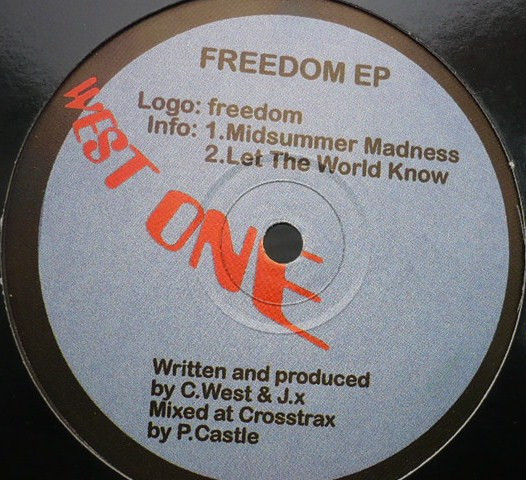 FREEDOM EP
Logo: freedom
Info: 1.Midsummer Madness
2.Let The World Know
WEST ONE
Written and produced
by C.West & J.x
Mixed at Crosstrax
by P.Castle